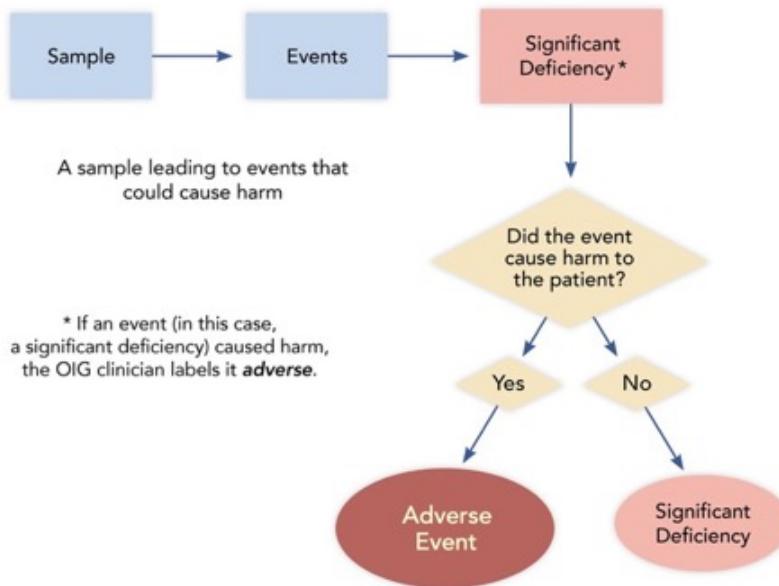 Sample
Events
Significant
Deficiency *
A sample leading to events that
could cause harm
Did the event
cause harm to
the patient?
* If an event (in this case,
a significant deficiency) caused harm,
the OIG clinician labels it adverse.
Yes
No
Adverse
Event
Significant
Deficiency